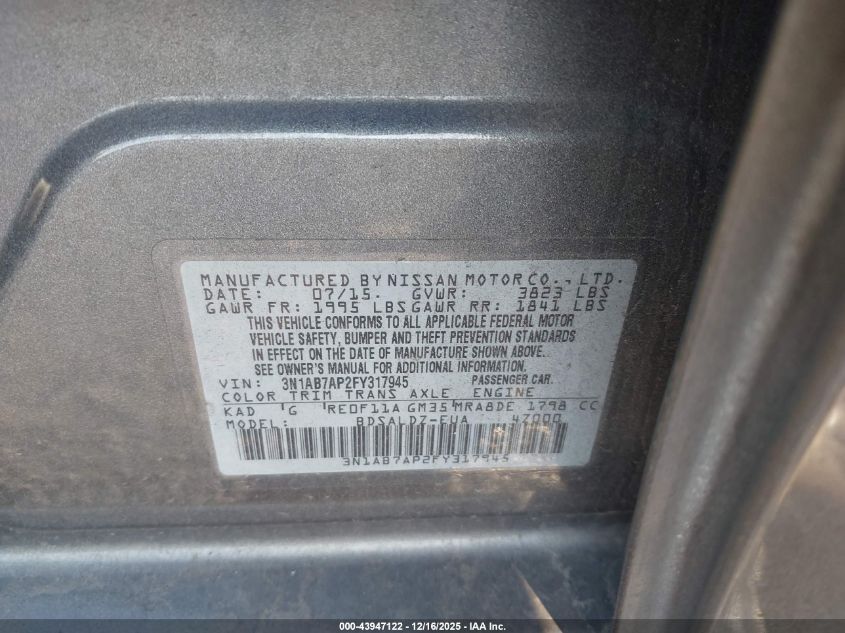 MANUFACTURED BY NISSAN MOTOR CO., LTD.
DATE: 07/15. GVWR: 3823 LBS
GAWR FR: 1995 LBS GAWR RR: 1841 LBS
THIS VEHICLE CONFORMS TO ALL APPLICABLE FEDERAL MOTOR
VEHICLE SAFETY, BUMPER AND THEFT PREVENTION STANDARDS
IN EFFECT ON THE DATE OF MANUFACTURE SHOWN ABOVE.
SEE OWNER'S MANUAL FOR ADDITIONAL INFORMATION.
VIN: 3N1AB7AP2FY317945 PASSENGER CAR.
COLOR TRIM TRANS AXLE ENGINE
KAD G RE0F11A GM35 MRA8DE 1798 CC
MODEL: BDSALDZ-EUA 4Z000
3N1AB7AP2FY317945
000-43947122 - 12/16/2025 - IAA Inc.